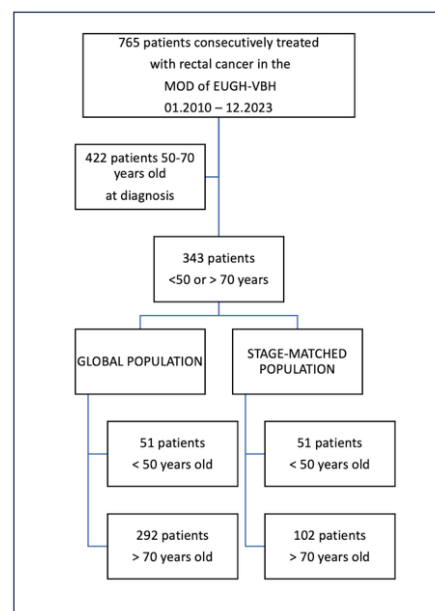 765 patients consecutively treated
with rectal cancer in the
MOD of EUGH-VBH
01.2010 – 12.2023
422 patients 50-70
years old
at diagnosis
343 patients
<50 or > 70 years
GLOBAL POPULATION
STAGE-MATCHED
POPULATION
51 patients
< 50 years old
51 patients
< 50 years old
292 patients
> 70 years old
102 patients
> 70 years old